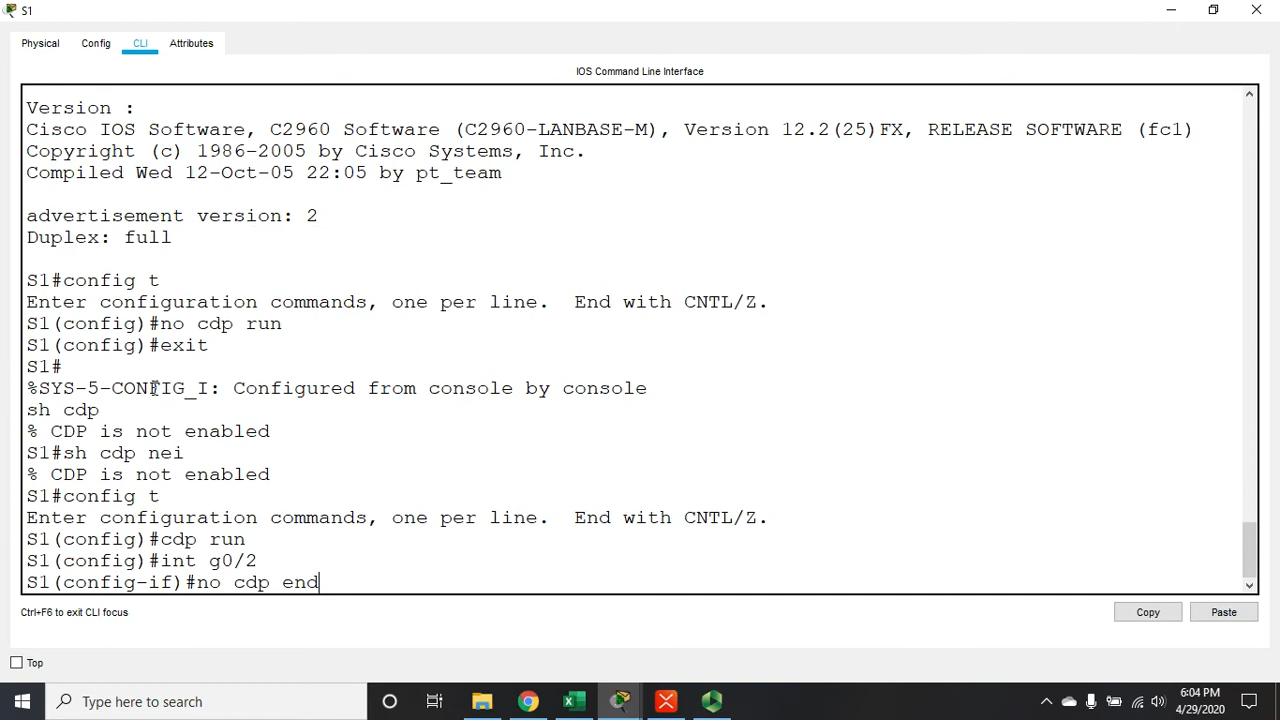 S1
Physical Config CLI Attributes
IOS Command Line Interface
Version :
Cisco IOS Software, C2960 Software (C2960-LANBASE-M), Version 12.2(25)FX, RELEASE SOFTWARE (fc1)
Copyright (c) 1986-2005 by Cisco Systems, Inc.
Compiled Wed 12-Oct-05 22:05 by pt_team
advertisement version: 2
Duplex: full
S1#config t
Enter configuration commands, one per line.  End with CNTL/Z.
S1(config)#no cdp run
S1(config)#exit
S1#
%SYS-5-CONFIG_I: Configured from console by console
sh cdp
% CDP is not enabled
S1#sh cdp nei
% CDP is not enabled
S1#config t
Enter configuration commands, one per line.  End with CNTL/Z.
S1(config)#cdp run
S1(config)#int g0/2
S1(config-if)#no cdp end
Ctrl+F6 to exit CLI focus
Copy Paste
Top
Type here to search
6:04 PM
4/29/2020